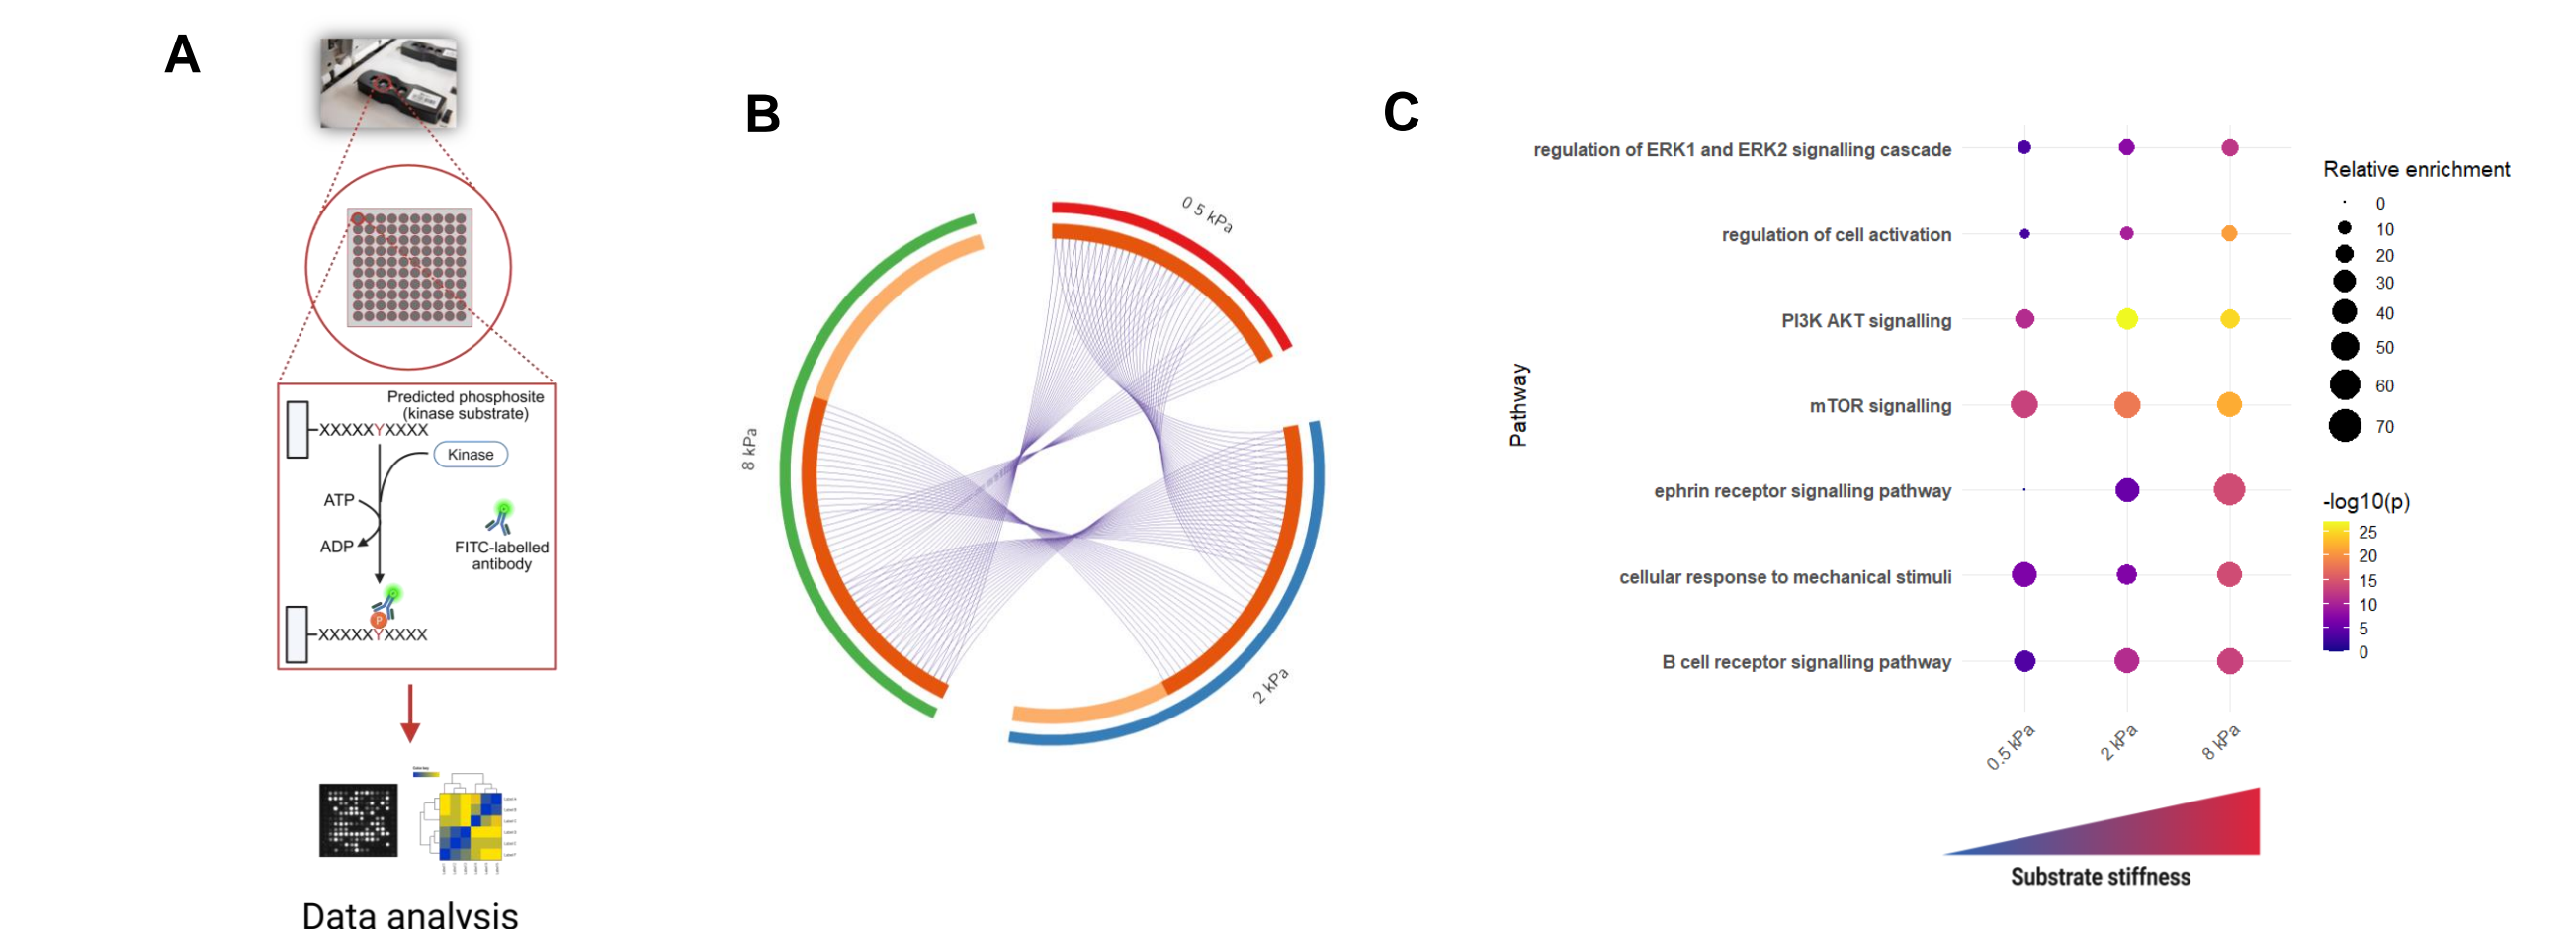 A
Predicted phosphosite
(kinase substrate)
XXXXXYXXXX
Kinase
ATP
ADP
FITC-labelled
antibody
P
XXXXXYXXXX
Data analysis
B
0 5 kPa
8 kPa
2 kPa
C
Pathway
regulation of ERK1 and ERK2 signalling cascade
regulation of cell activation
PI3K AKT signalling
mTOR signalling
ephrin receptor signalling pathway
cellular response to mechanical stimuli
B cell receptor signalling pathway
0,5 kPa
2 kPa
8 kPa
Substrate stiffness
Relative enrichment
0
10
20
30
40
50
60
70
-log10(p)
25
20
15
10
5
0